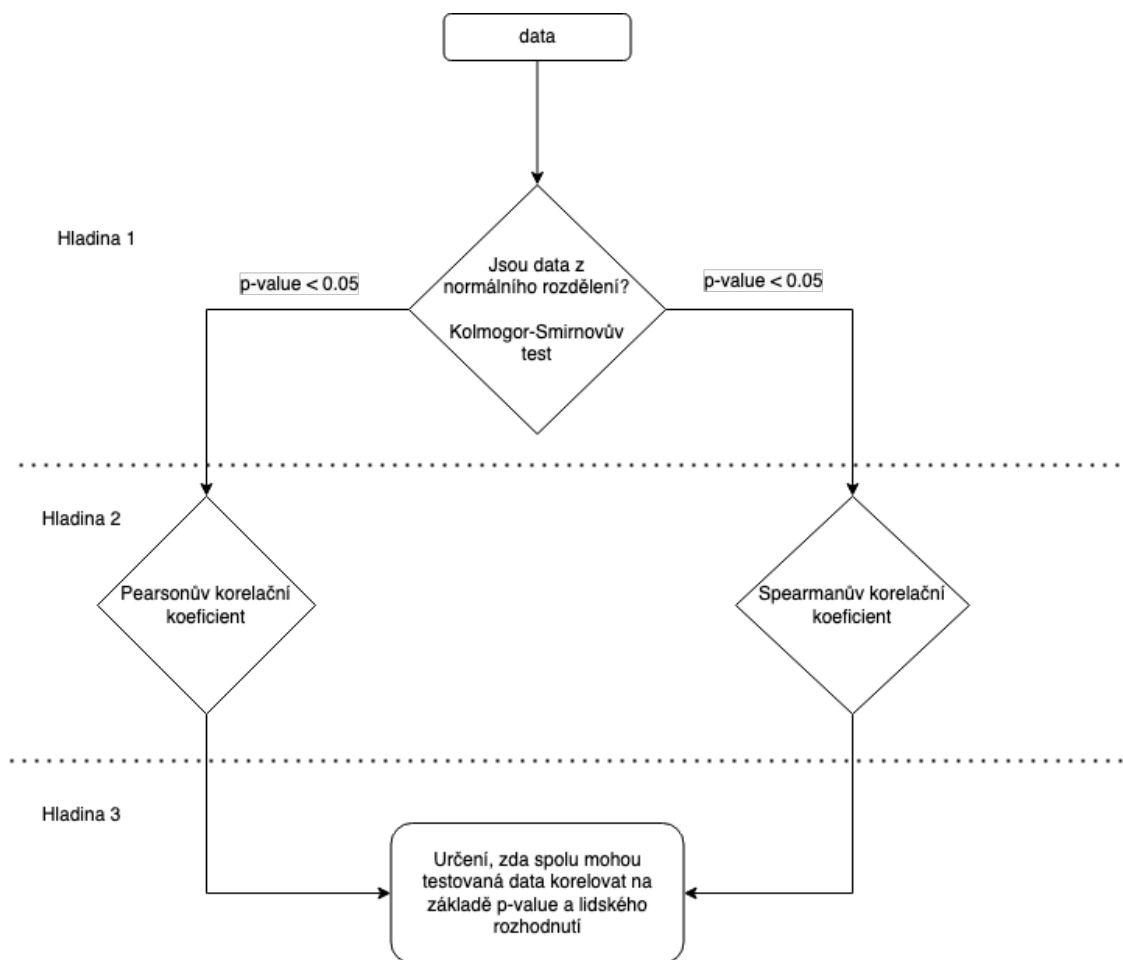 data
Hladina 1
Jsou data z
normálního rozdělení?
Kolmogor-Smirnovův
test
p-value < 0.05
p-value < 0.05
Hladina 2
Pearsonův korelační
koeficient
Spearmanův korelační
koeficient
Hladina 3
Určení, zda spolu mohou
testovaná data korelovat na
základě p-value a lidského
rozhodnutí